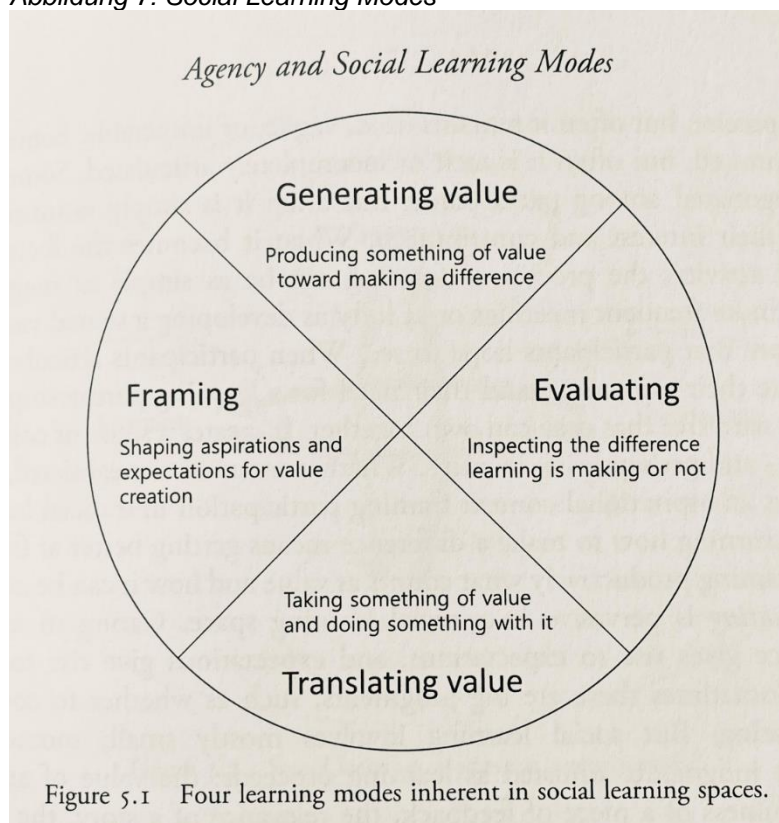 Abbildung 7: Social Learning Modes
Agency and Social Learning Modes
Generating value
Producing something of value
toward making a difference
Framing
Shaping aspirations and
expectations for value
creation
Evaluating
Inspecting the difference
learning is making or not
Taking something of value
and doing something with it
Translating value
Figure 5.1 Four learning modes inherent in social learning spaces.